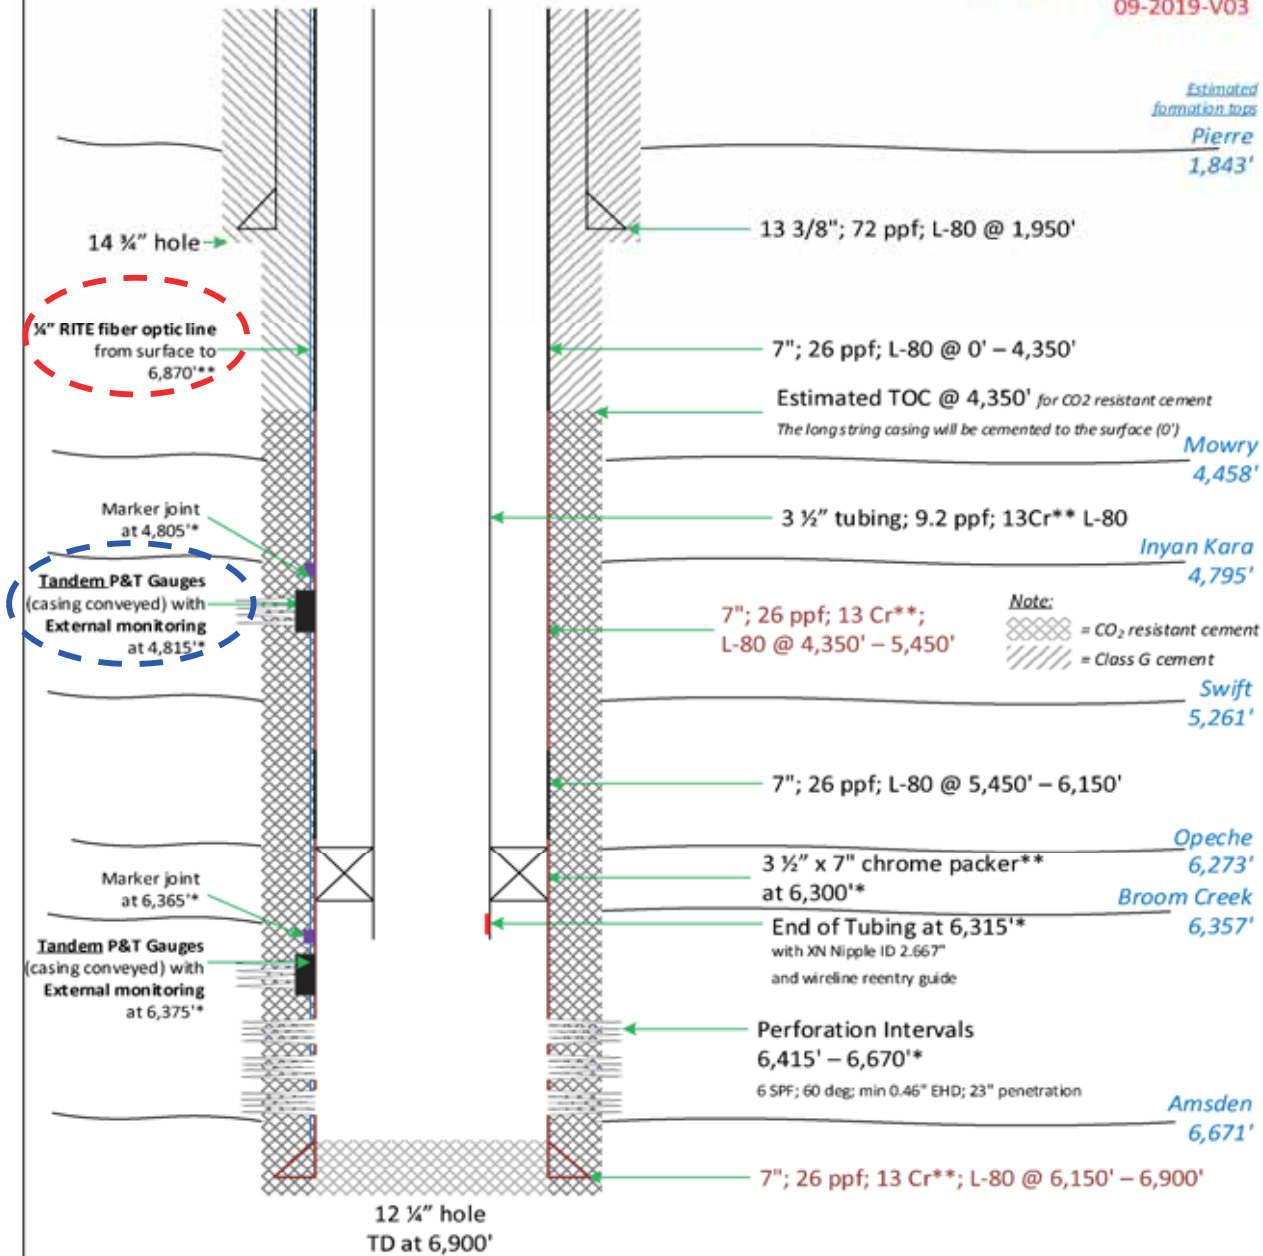 09-2019-V03
Estimated
formation tops
Pierre
1,843'
14 ¾” hole
13 3/8"; 72 ppf; L-80 @ 1,950'
¼” RITE fiber optic line
from surface to
6,870'**
7"; 26 ppf; L-80 @ 0' – 4,350'
Estimated TOC @ 4,350' for CO2 resistant cement
The long string casing will be cemented to the surface (0')
Mowry
4,458'
Marker joint
at 4,805'*
3 ½” tubing; 9.2 ppf; 13Cr** L-80
Inyan Kara
4,795'
Tandem P&T Gauges
(casing conveyed) with
External monitoring
at 4,815'*
7"; 26 ppf; 13 Cr**;
L-80 @ 4,350' – 5,450'
Note:
= CO₂ resistant cement
= Class G cement
Swift
5,261'
7"; 26 ppf; L-80 @ 5,450' – 6,150'
Opeche
6,273'
3 ½” x 7" chrome packer**
at 6,300'*
Marker joint
at 6,365'*
Broom Creek
6,357'
End of Tubing at 6,315'*
with XN Nipple ID 2.667"
and wireline reentry guide
Tandem P&T Gauges
(casing conveyed) with
External monitoring
at 6,375'*
Perforation Intervals
6,415' – 6,670'*
6 SPF; 60 deg; min 0.46" EHD; 23" penetration
Amsden
6,671'
7"; 26 ppf; 13 Cr**; L-80 @ 6,150' – 6,900'
12 ¼” hole
TD at 6,900'